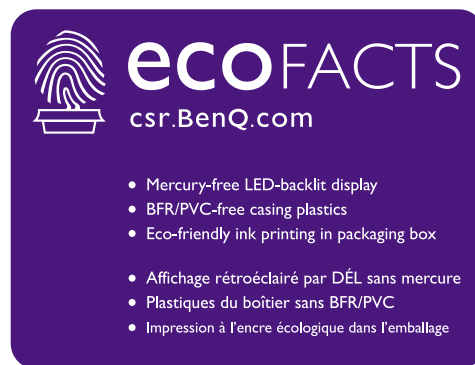 ecoFACTS
csr.BenQ.com
• Mercury-free LED-backlit display
• BFR/PVC-free casing plastics
• Eco-friendly ink printing in packaging box
• Affichage rétroéclairé par DÉL sans mercure
• Plastiques du boîtier sans BFR/PVC
• Impression à l'encre écologique dans l'emballage